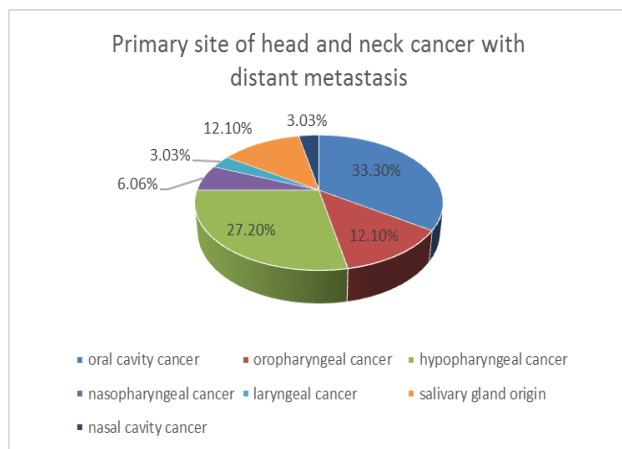 Primary site of head and neck cancer with
distant metastasis
3.03%
12.10%
3.03%
33.30%
6.06%
27.20%
12.10%
oral cavity cancer
oropharyngeal cancer
hypopharyngeal cancer
nasopharyngeal cancer
laryngeal cancer
salivary gland origin
nasal cavity cancer